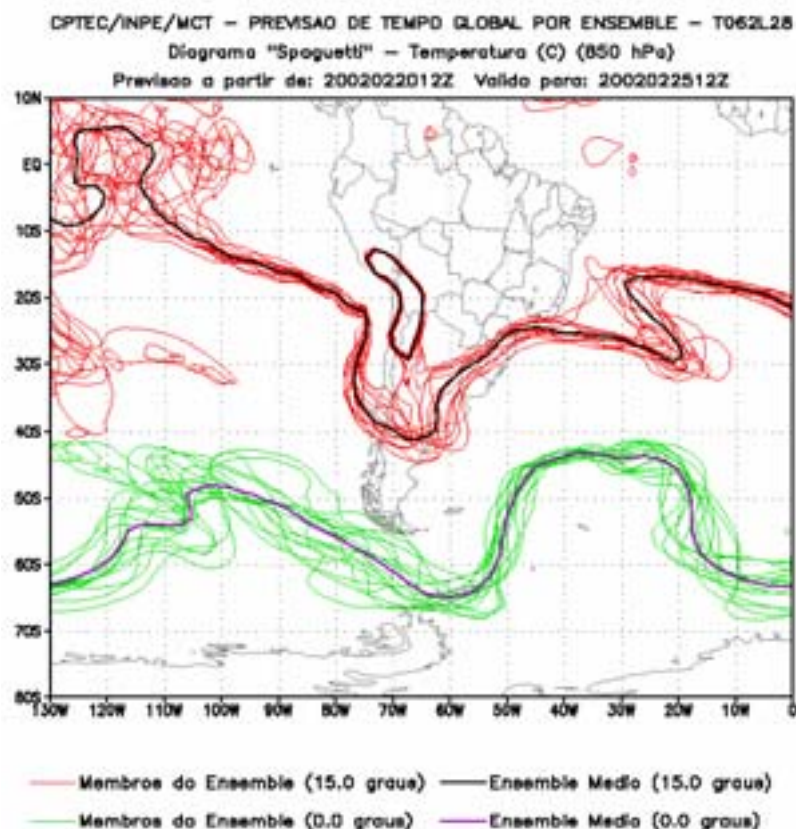 CPTEC/INPE/MCT – PREVISAO DE TEMPO GLOBAL POR ENSEMBLE – T062L28
Diagrama "Spaguetti" – Temperatura (C) (850 hPa)
Previsao a partir de: 2002022012Z Valido para: 2002022512Z
10N
EQ
10S
20S
30S
40S
50S
60S
70S
80S
130W 120W 110W 100W 90W 80W 70W 60W 50W 40W 30W 20W 10W 0
Membros do Ensemble (15.0 graus) Ensemble Medio (15.0 graus)
Membros do Ensemble (0.0 graus) Ensemble Medio (0.0 graus)